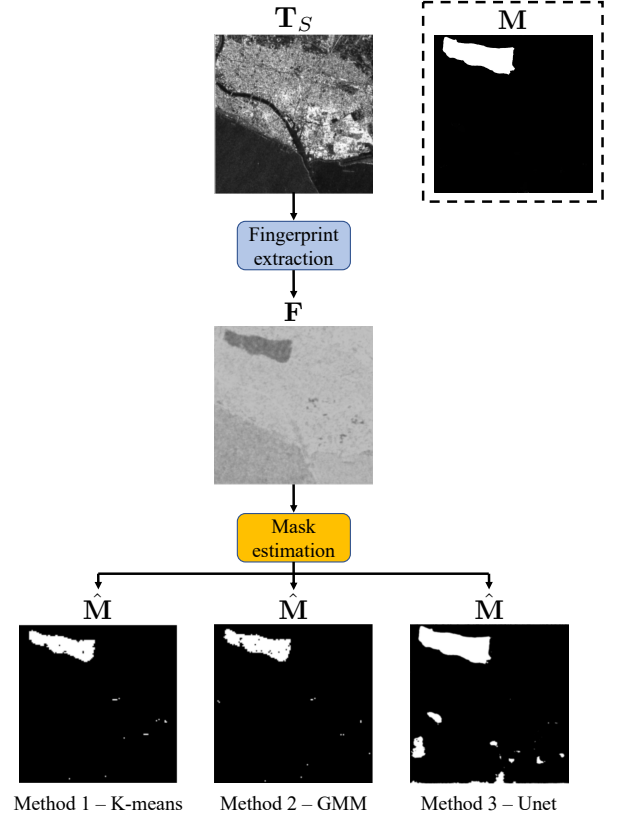 T_S
M
Fingerprint
extraction
F
Mask
estimation
M̂ M̂ M̂
Method 1 – K-means Method 2 – GMM Method 3 – Unet